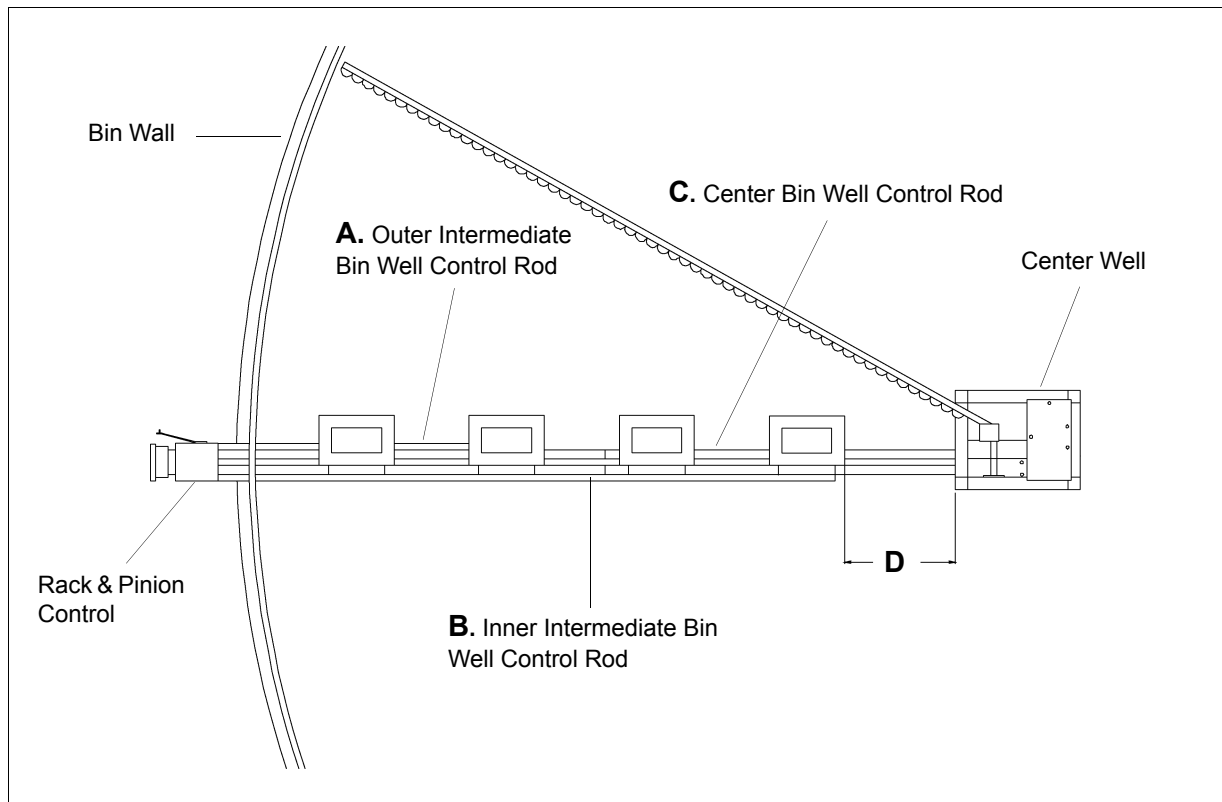 Bin Wall
C. Center Bin Well Control Rod
A. Outer Intermediate
Bin Well Control Rod
Center Well
D
Rack & Pinion
Control
B. Inner Intermediate Bin
Well Control Rod